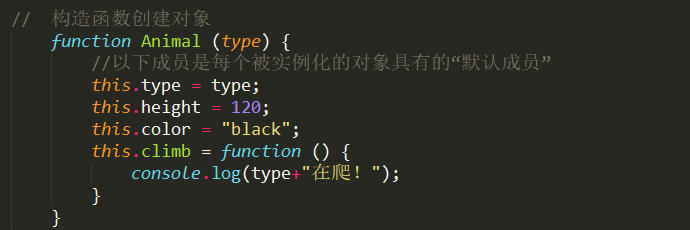 // 构造函数创建对象
function Animal (type) {
//以下成员是每个被实例化的对象具有的“默认成员”
this.type = type;
this.height = 120;
this.color = "black";
this.climb = function () {
console.log(type+"在爬！");
}
}